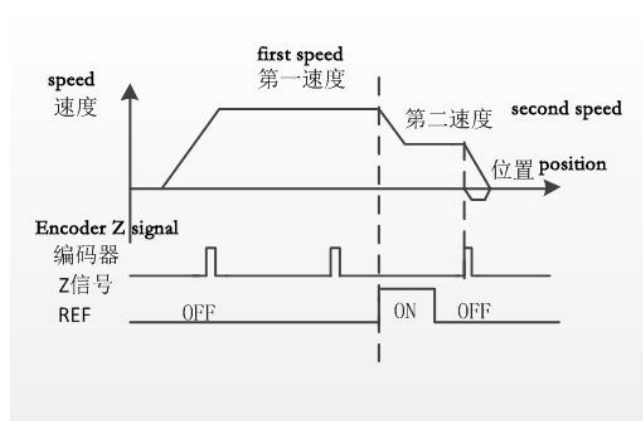 first speed
第一速度
speed
速度
第二速度
second speed
位置 position
Encoder Z signal
编码器
Z信号
REF
OFF
ON
OFF